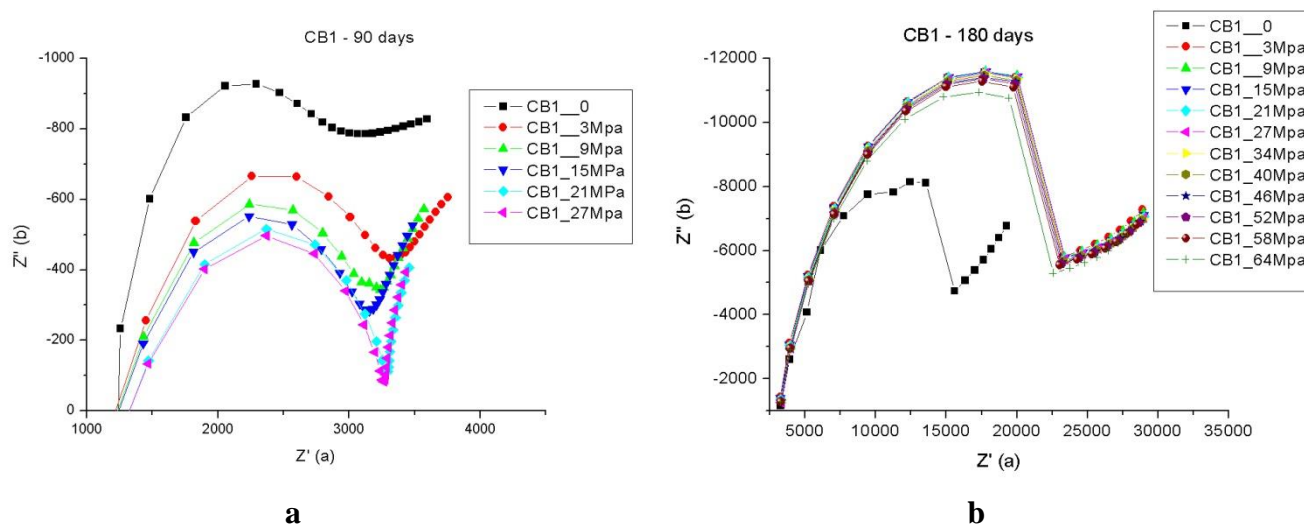 CB1 - 90 days
-1000
-800
-600
-400
-200
0
Z" (b)
1000
2000
3000
4000
Z' (a)
CB1__0
CB1__3Mpa
CB1__9Mpa
CB1_15MPa
CB1_21MPa
CB1_27Mpa
a
CB1 - 180 days
-12000
-10000
-8000
-6000
-4000
-2000
Z" (b)
5000
10000
15000
20000
25000
30000
35000
Z' (a)
CB1__0
CB1__3Mpa
CB1__9Mpa
CB1_15Mpa
CB1_21Mpa
CB1_27Mpa
CB1_34Mpa
CB1_40Mpa
CB1_46Mpa
CB1_52Mpa
CB1_58Mpa
CB1_64Mpa
b